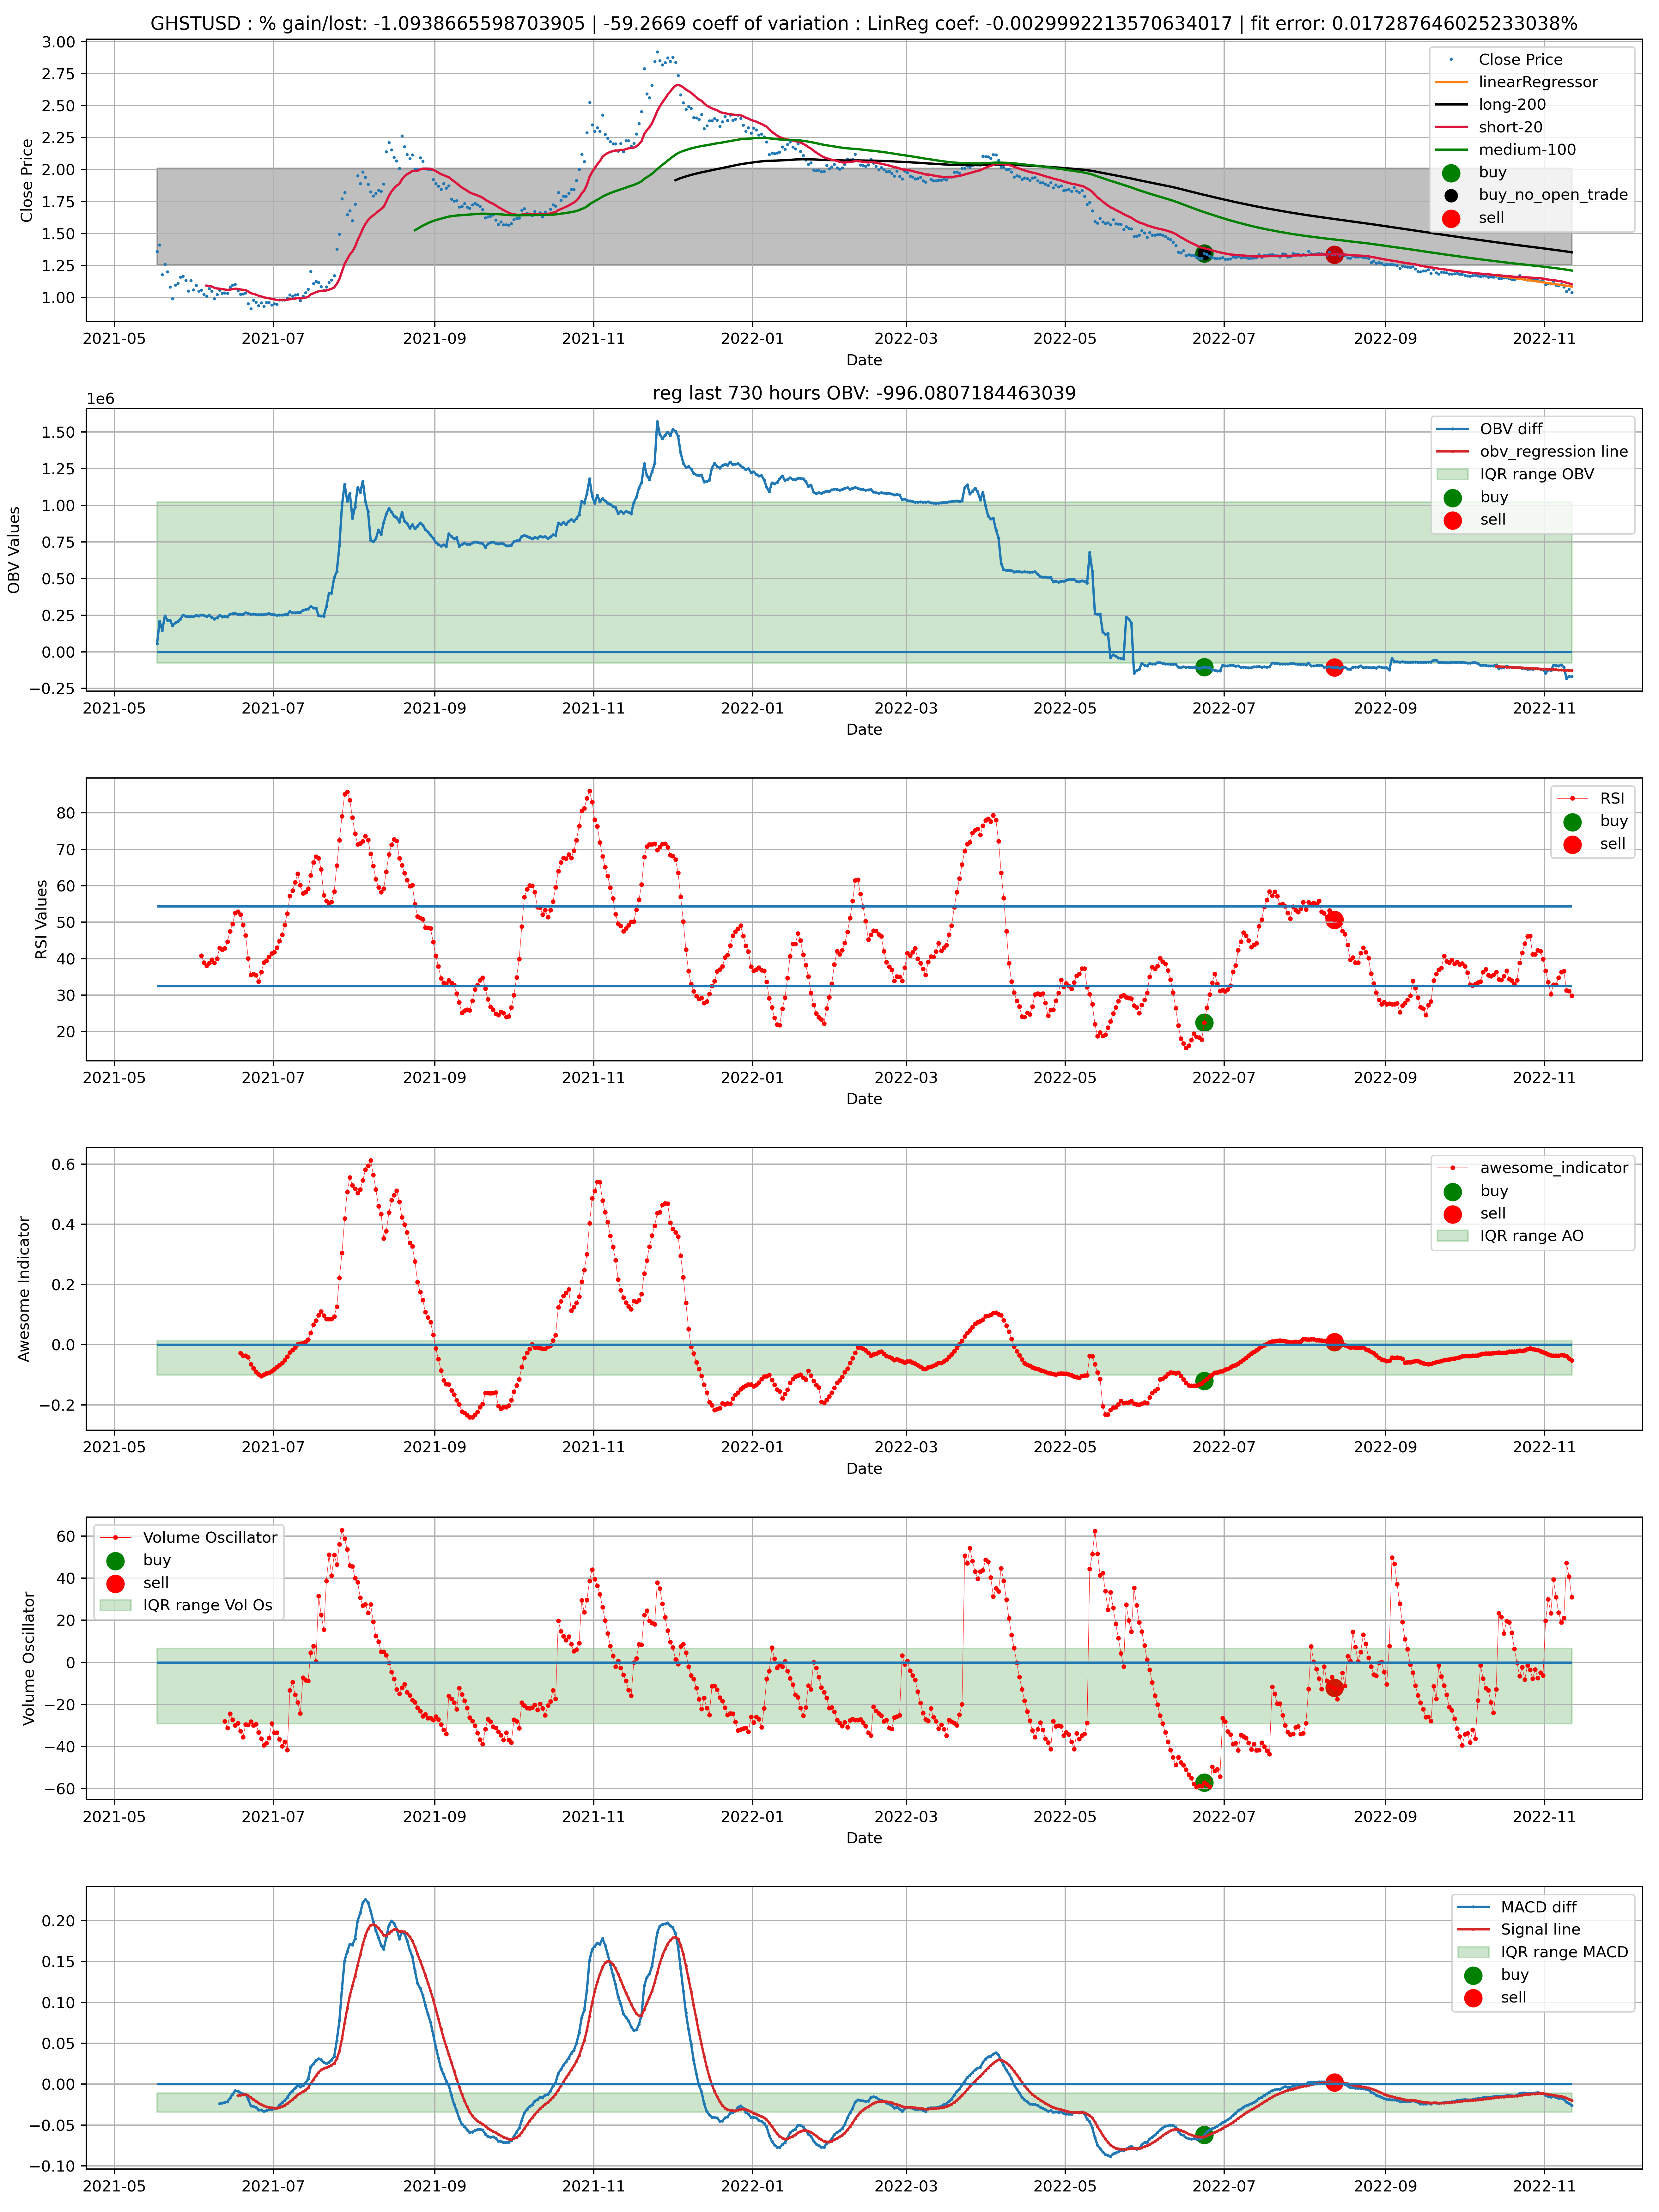 GHSTUSD : % gain/lost: -1.0938665598703905 | -59.2669 coeff of variation : LinReg coef: -0.0029992213570634017 | fit error: 0.017287646025233038%
3.00
2.75
2.50
2.25
2.00
1.75
1.50
1.25
1.00
Close Price
Close Price
linearRegressor
long-200
short-20
medium-100
buy
buy_no_open_trade
sell
2021-05 2021-07 2021-09 2021-11 2022-01 2022-03 2022-05 2022-07 2022-09 2022-11
Date
reg last 730 hours OBV: -996.0807184463039
1e6
1.50
1.25
1.00
0.75
0.50
0.25
0.00
−0.25
OBV Values
OBV diff
obv_regression line
IQR range OBV
buy
sell
2021-05 2021-07 2021-09 2021-11 2022-01 2022-03 2022-05 2022-07 2022-09 2022-11
Date
80
70
60
50
40
30
20
RSI Values
RSI
buy
sell
2021-05 2021-07 2021-09 2021-11 2022-01 2022-03 2022-05 2022-07 2022-09 2022-11
Date
0.6
0.4
0.2
0.0
−0.2
Awesome Indicator
awesome_indicator
buy
sell
IQR range AO
2021-05 2021-07 2021-09 2021-11 2022-01 2022-03 2022-05 2022-07 2022-09 2022-11
Date
60
40
20
0
−20
−40
−60
Volume Oscillator
Volume Oscillator
buy
sell
IQR range Vol Os
2021-05 2021-07 2021-09 2021-11 2022-01 2022-03 2022-05 2022-07 2022-09 2022-11
Date
0.20
0.15
0.10
0.05
0.00
−0.05
−0.10
MACD diff
Signal line
IQR range MACD
buy
sell
2021-05 2021-07 2021-09 2021-11 2022-01 2022-03 2022-05 2022-07 2022-09 2022-11